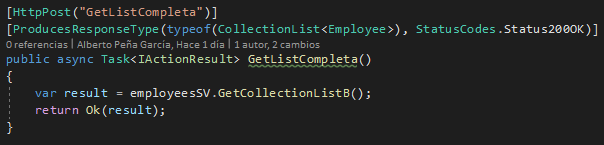 [HttpPost("GetListCompleta")]
[ProducesResponseType(typeof(CollectionList<Employee>), StatusCodes.Status200OK)]
0 referencias | Alberto Peña García, Hace 1 día | 1 autor, 2 cambios
public async Task<IActionResult> GetListCompleta()
{
    var result = employeesSV.GetCollectionListB();
    return Ok(result);
}